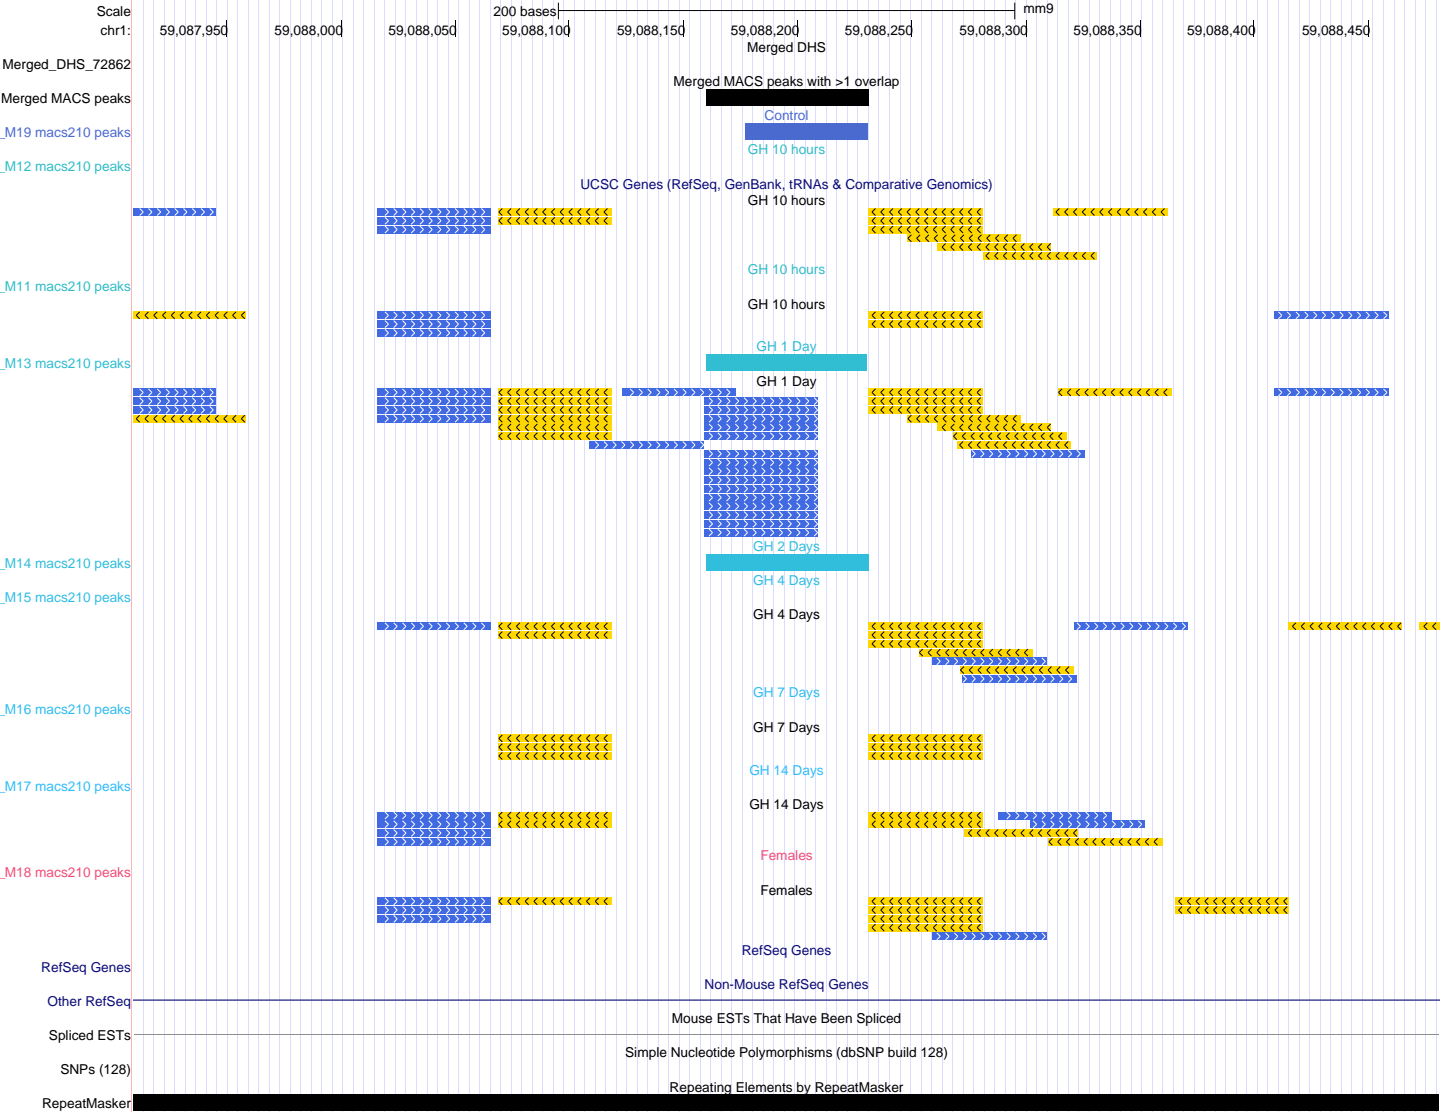 Scale 200 bases mm9
chr1: 59,087,950 59,088,000 59,088,050 59,088,100 59,088,150 59,088,200 59,088,250 59,088,300 59,088,350 59,088,400 59,088,450
Merged DHS
Merged_DHS_72862
Merged MACS peaks with >1 overlap
Merged MACS peaks
Control
_M19 macs210 peaks
GH 10 hours
_M12 macs210 peaks
UCSC Genes (RefSeq, GenBank, tRNAs & Comparative Genomics)
GH 10 hours
GH 10 hours
_M11 macs210 peaks
GH 10 hours
GH 1 Day
_M13 macs210 peaks
GH 1 Day
GH 2 Days
_M14 macs210 peaks
GH 4 Days
_M15 macs210 peaks
GH 4 Days
GH 7 Days
_M16 macs210 peaks
GH 7 Days
GH 14 Days
_M17 macs210 peaks
GH 14 Days
Females
_M18 macs210 peaks
Females
RefSeq Genes
RefSeq Genes
Non-Mouse RefSeq Genes
Other RefSeq
Mouse ESTs That Have Been Spliced
Spliced ESTs
Simple Nucleotide Polymorphisms (dbSNP build 128)
SNPs (128)
Repeating Elements by RepeatMasker
RepeatMasker